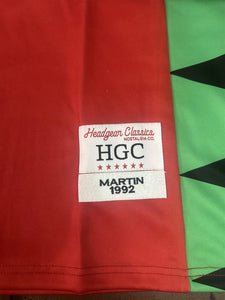 Headgear Classics
NOSTALGIA CO.
HGC
MARTIN
1992